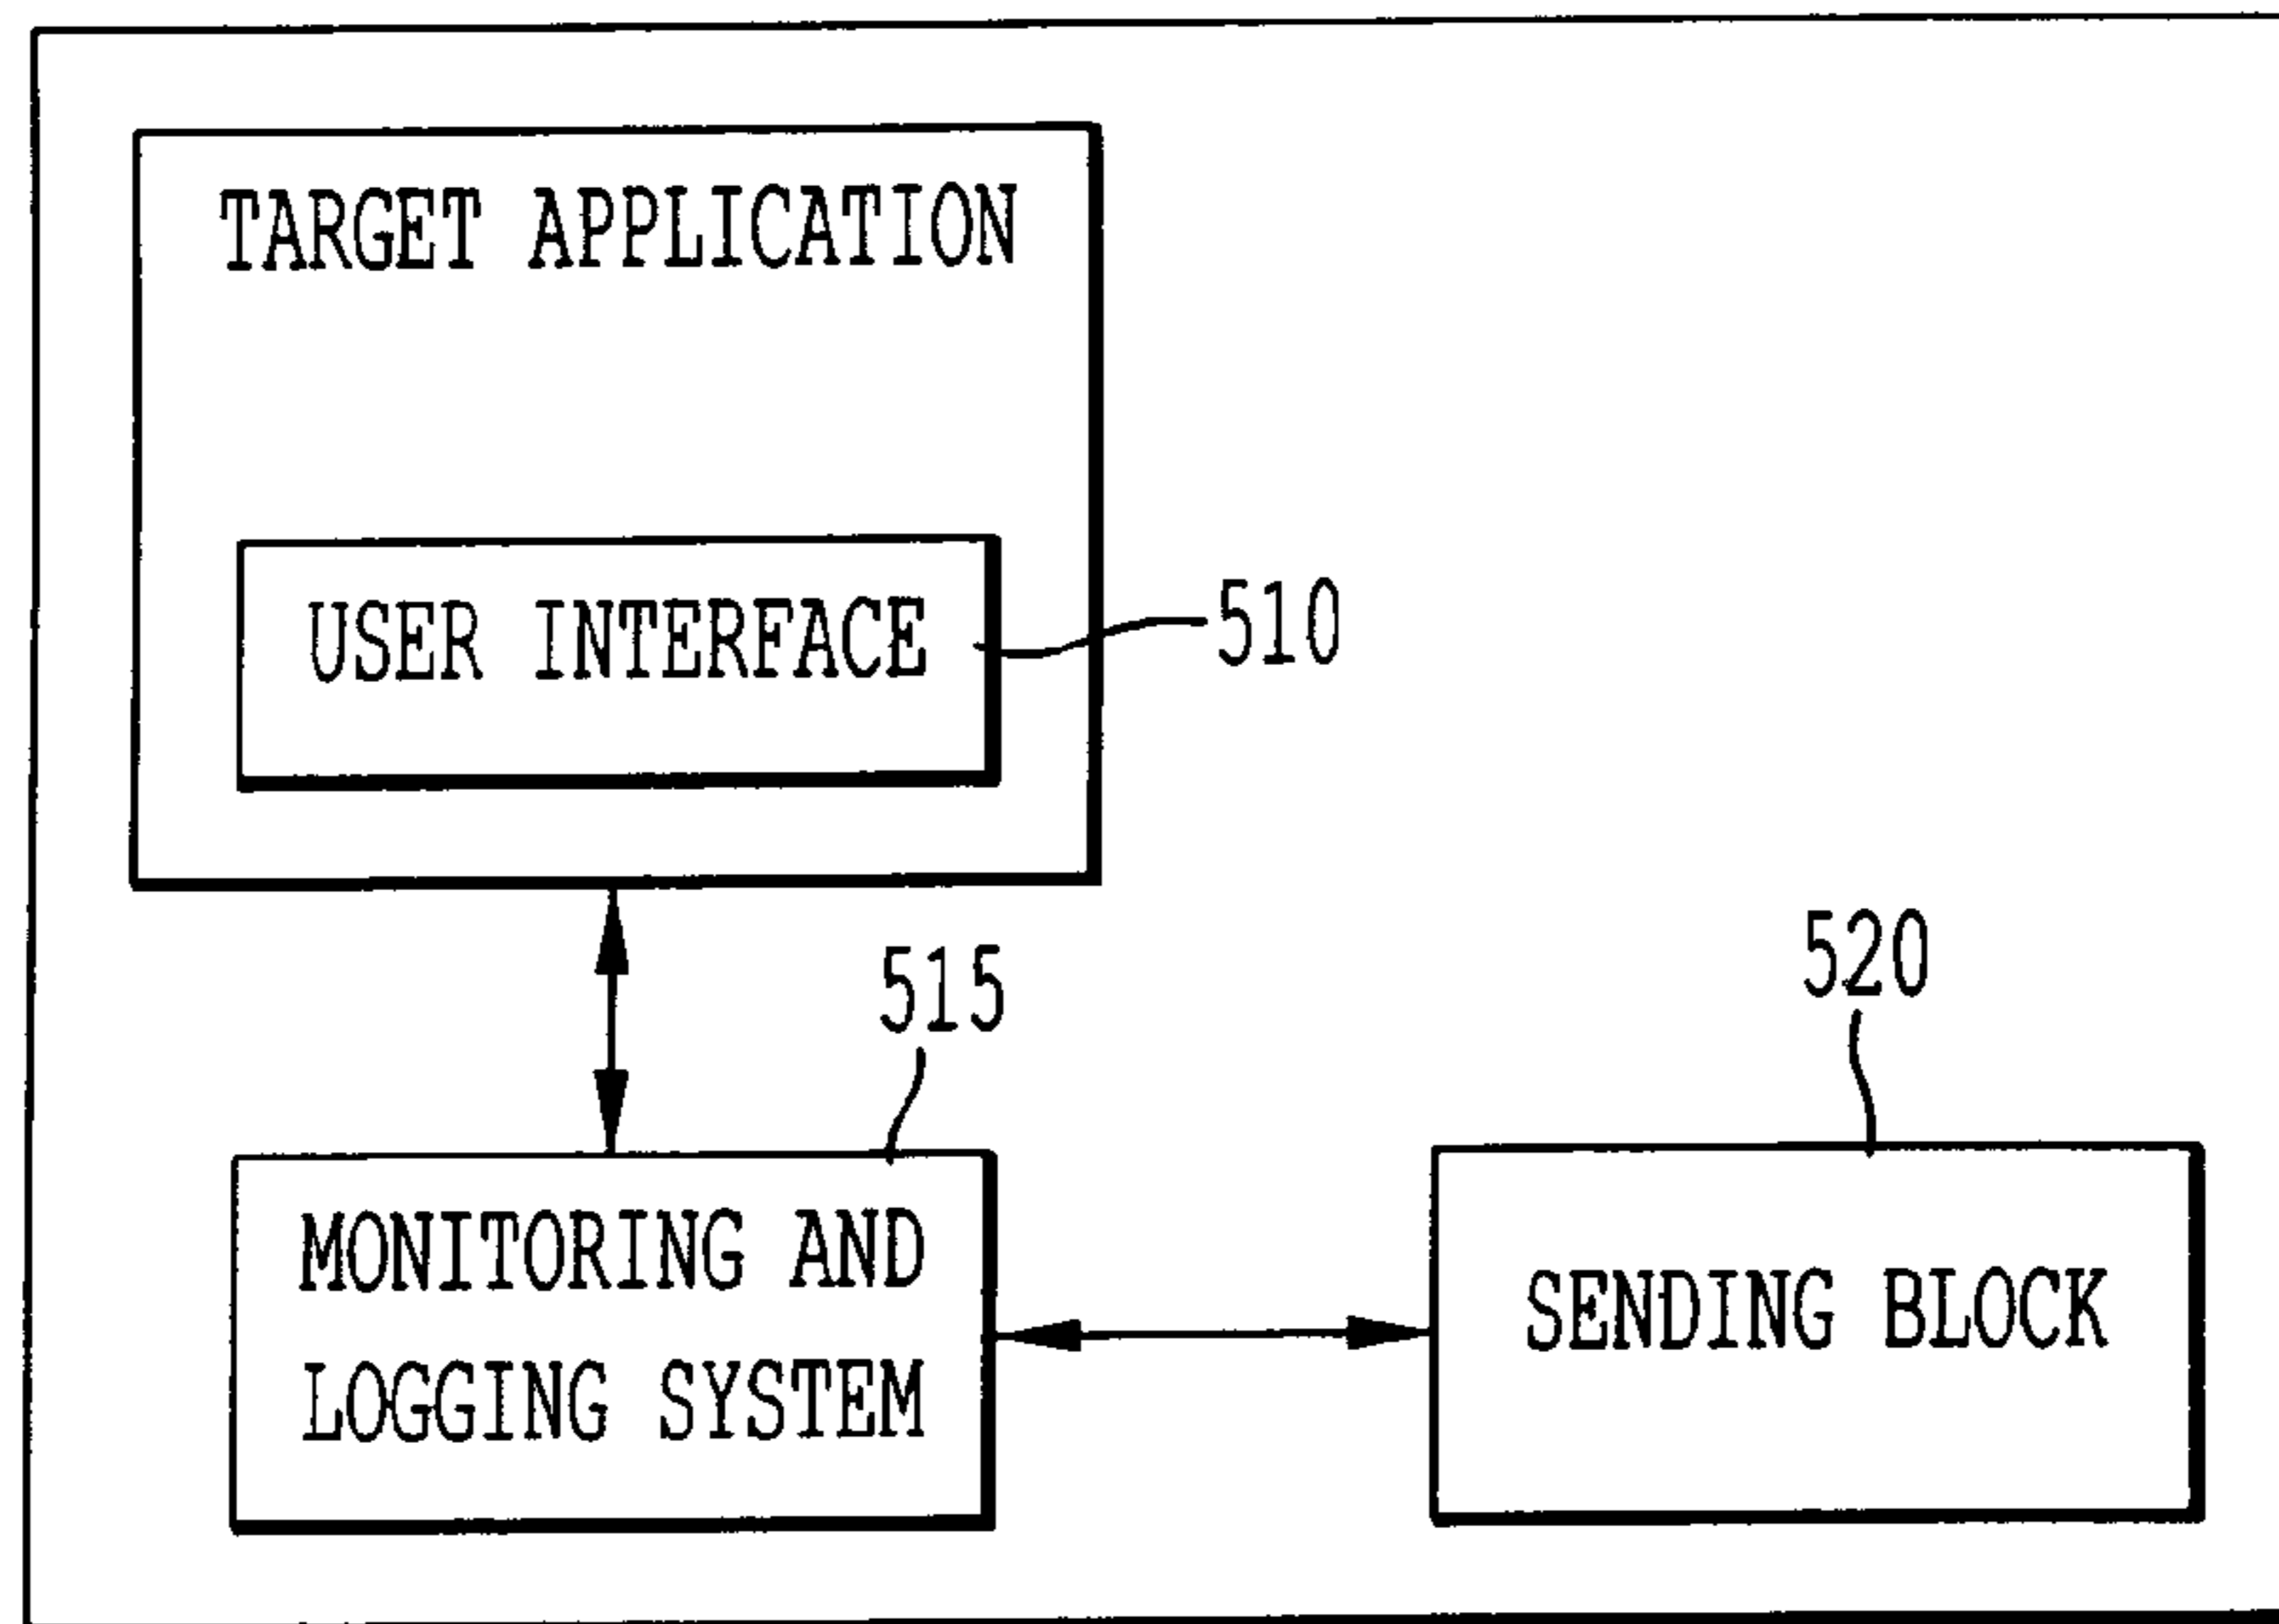 TARGET APPLICATION
USER INTERFACE
510
515
520
MONITORING AND
LOGGING SYSTEM
SENDING BLOCK